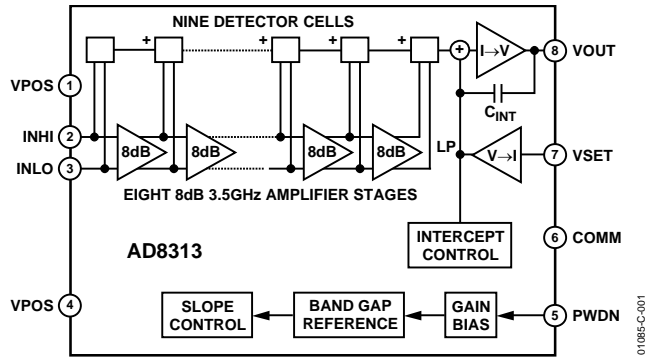 NINE DETECTOR CELLS
+ + + +
+
I→V
8 VOUT
VPOS 1
CINT
INHI 2
8dB 8dB 8dB 8dB
LP
V→I
7 VSET
INLO 3
EIGHT 8dB 3.5GHz AMPLIFIER STAGES
6 COMM
INTERCEPT
CONTROL
AD8313
VPOS 4
SLOPE
CONTROL
BAND GAP
REFERENCE
GAIN
BIAS
5 PWDN
01085-C-001